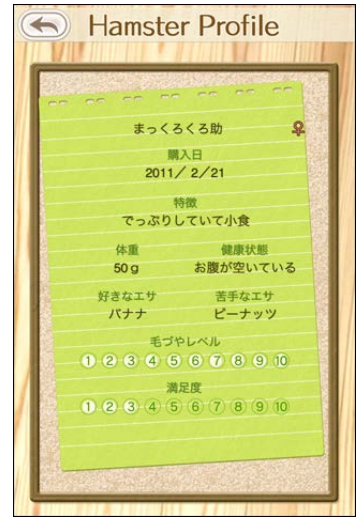 Hamster Profile
まっくろくろ助 ♀
購入日
2011/ 2/21
特徴
でっぷりしていて小食
体重 健康状態
50g お腹が空いている
好きなエサ 苦手なエサ
バナナ ピーナッツ
毛づやレベル
1 2 3 4 5 6 7 8 9 10
満足度
1 2 3 4 5 6 7 8 9 10